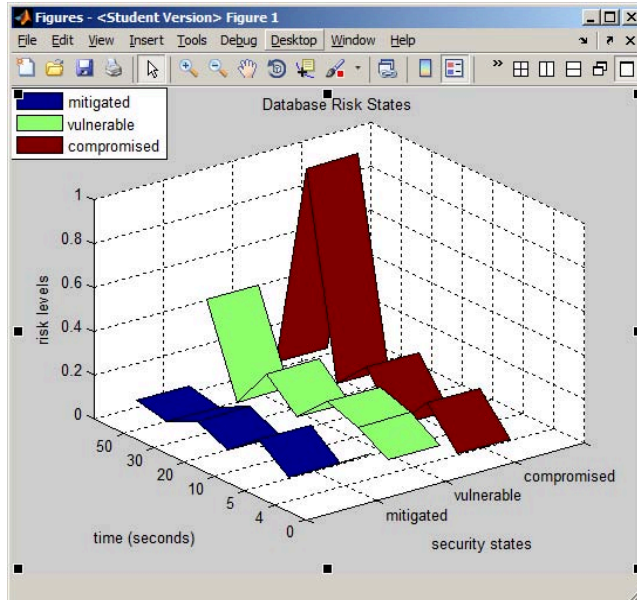 Figures - <Student Version> Figure 1
File Edit View Insert Tools Debug Desktop Window Help
mitigated
vulnerable
compromised
Database Risk States
1
0.8
0.6
0.4
0.2
0
risk levels
50
30
20
10
5
4
0
time (seconds)
mitigated
vulnerable
compromised
security states